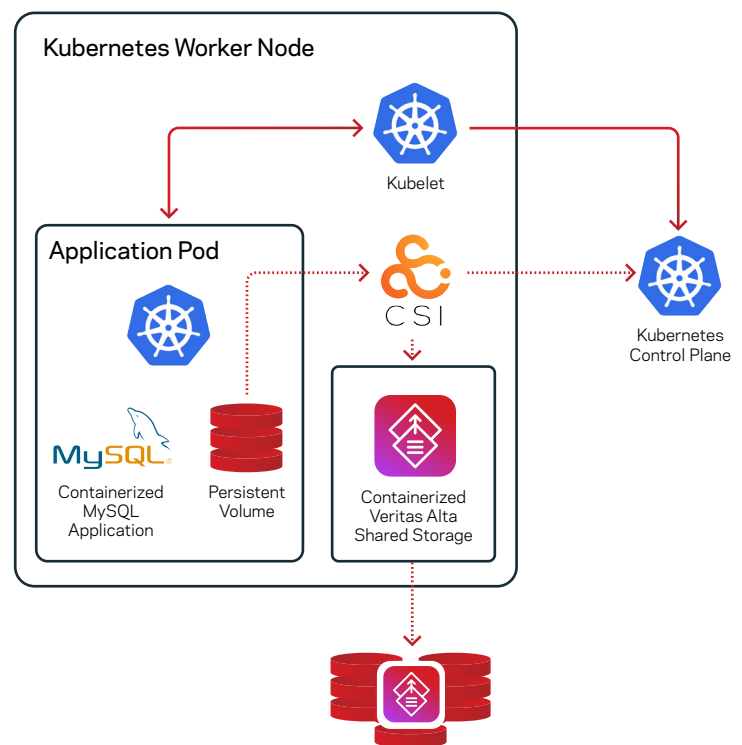 Kubernetes Worker Node
Kubelet
Application Pod
CSI
Kubernetes
Control Plane
MySQL®
Containerized
MySQL
Application
Persistent
Volume
Containerized
Veritas Alta
Shared Storage